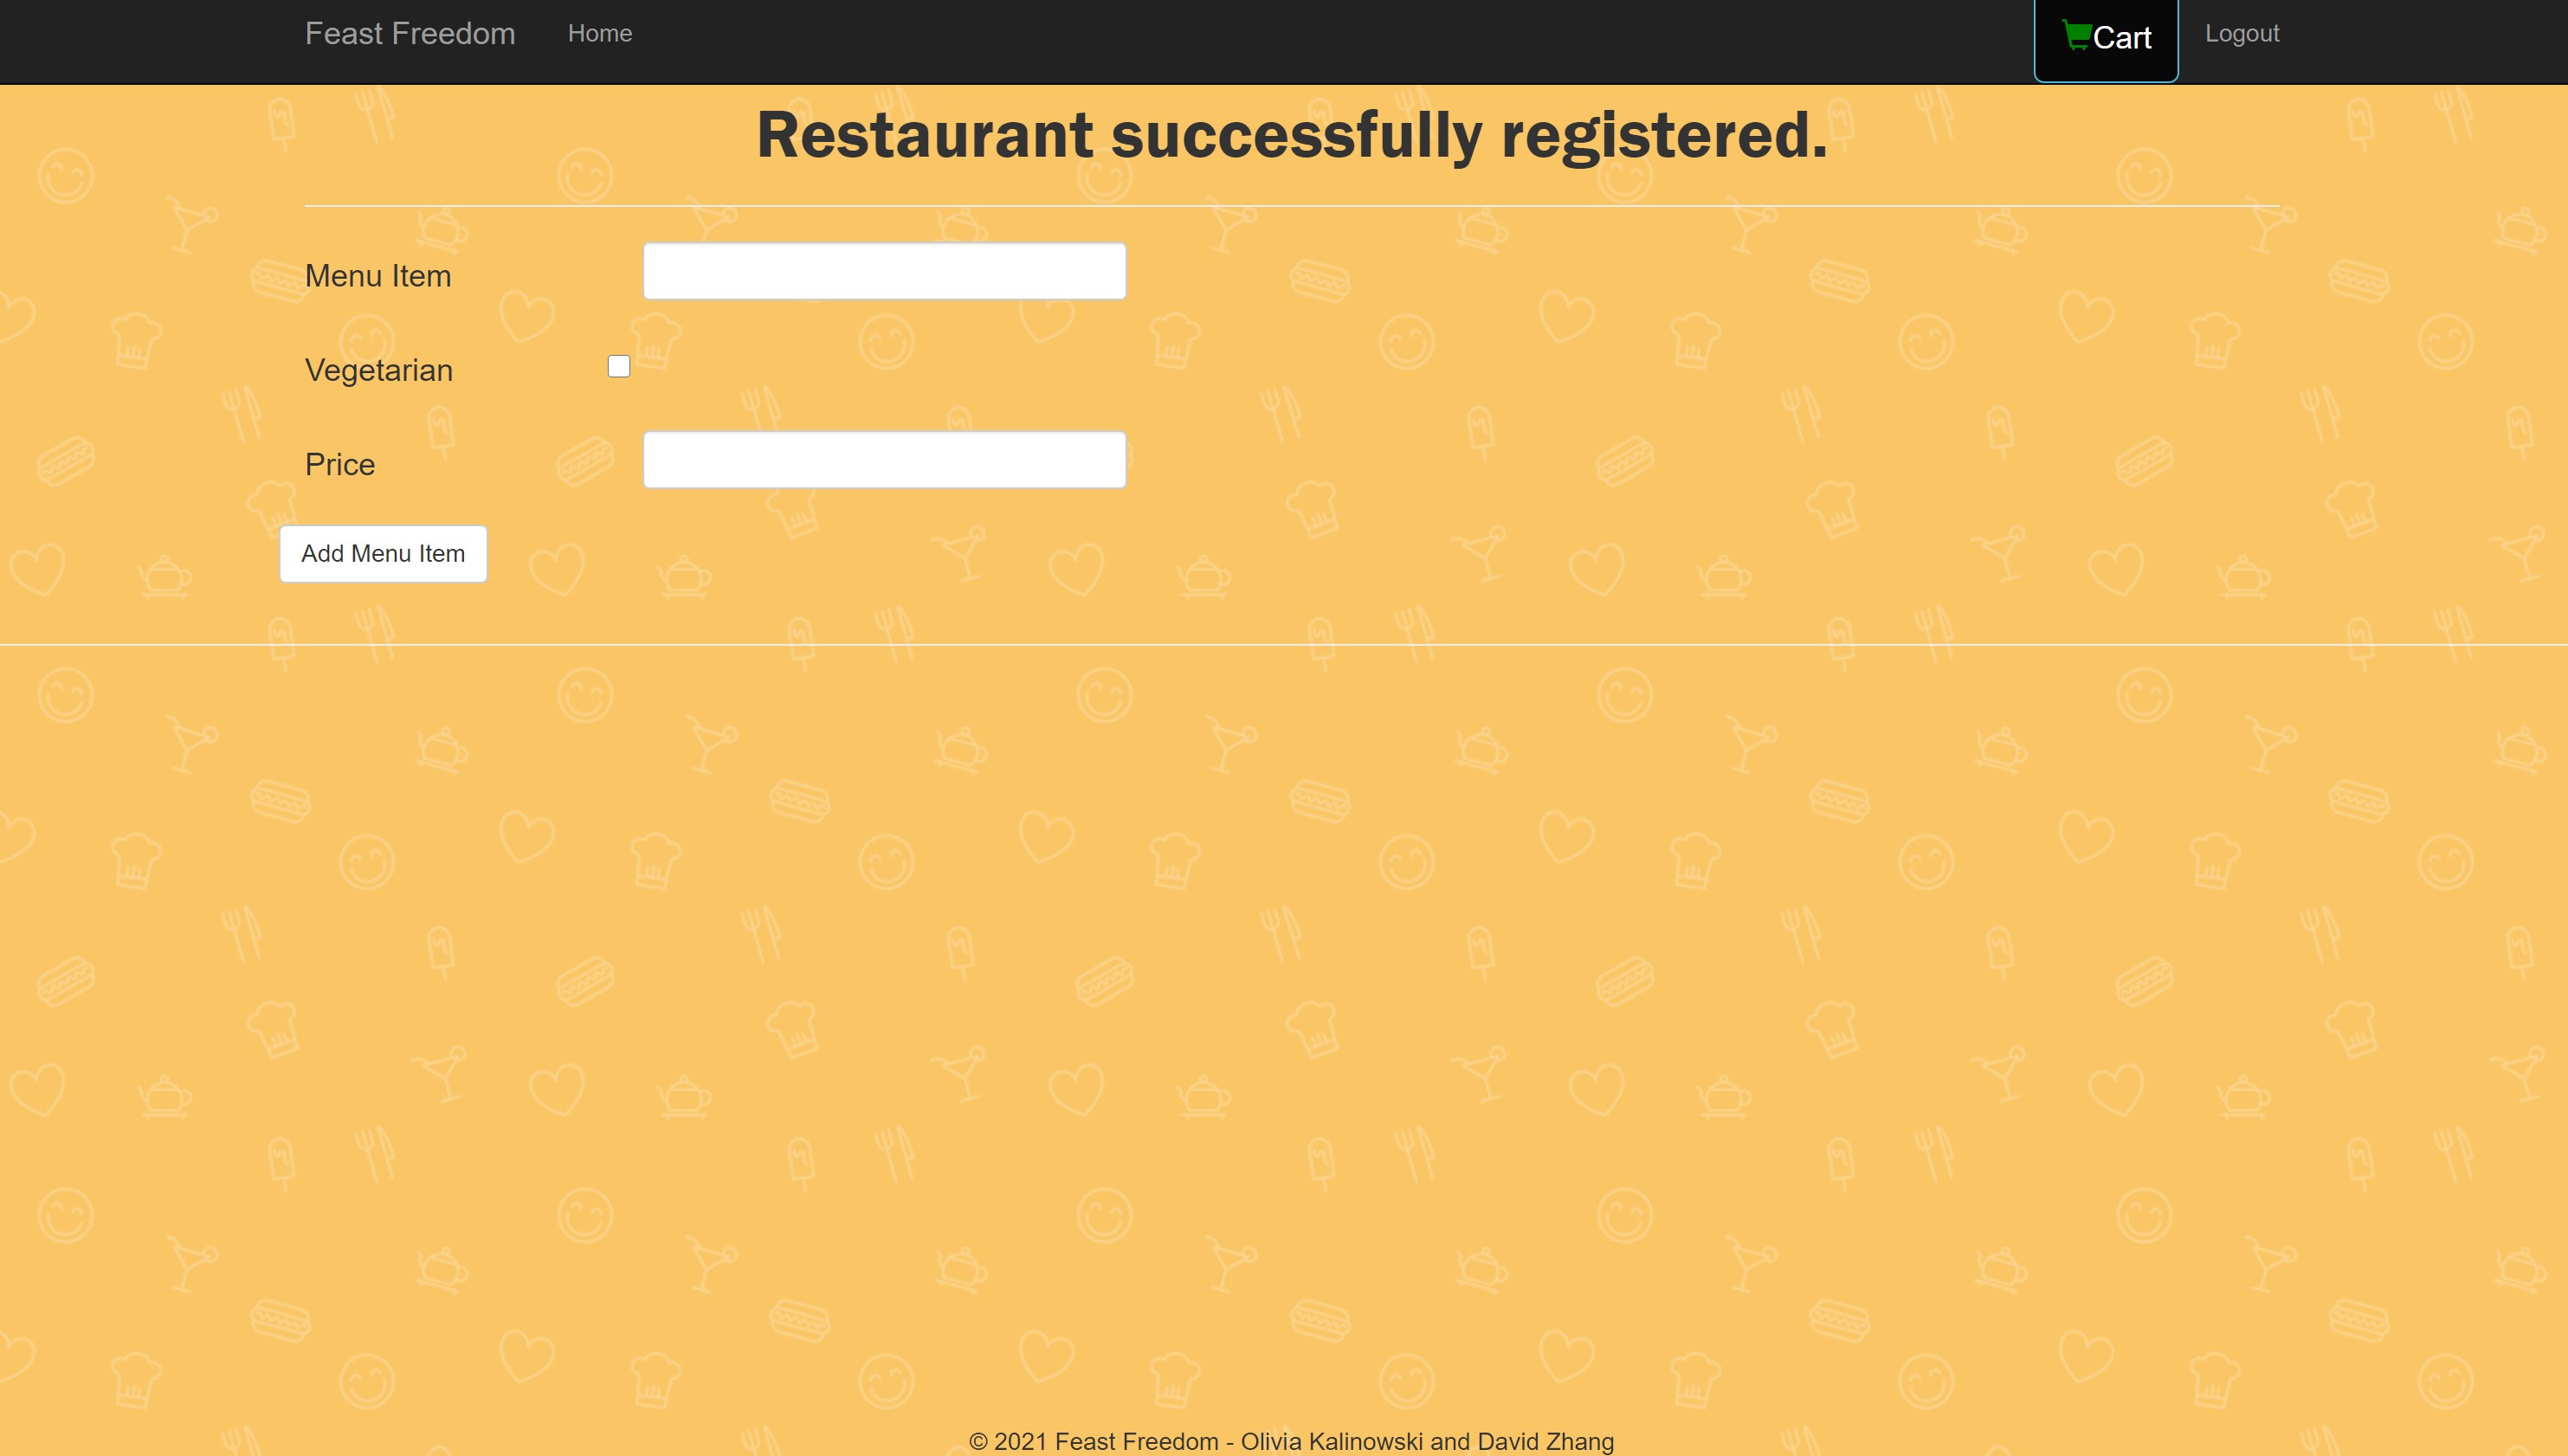 Feast Freedom Home Cart Logout
Restaurant successfully registered.
Menu Item
Vegetarian
Price
Add Menu Item
© 2021 Feast Freedom - Olivia Kalinowski and David Zhang